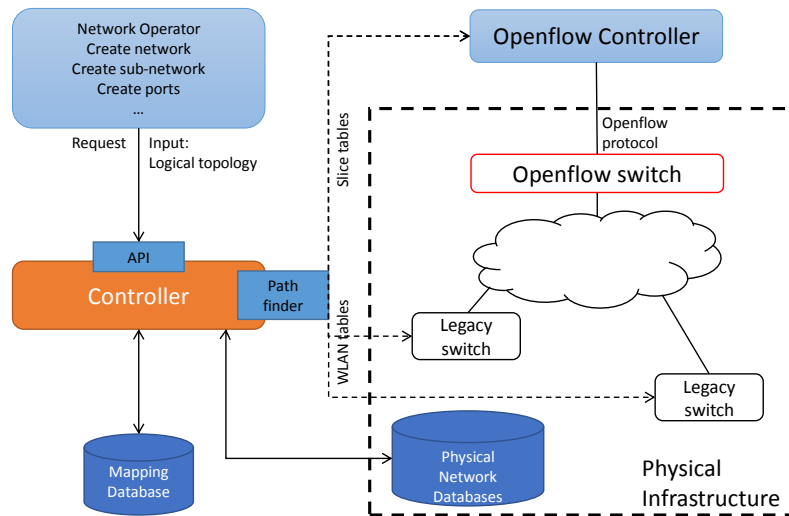 Network Operator
Create network
Create sub-network
Create ports
…
Openflow Controller
Request
Input:
Logical topology
Slice tables
Openflow
protocol
Openflow switch
API
Controller
Path
finder
WLAN tables
Legacy
switch
Legacy
switch
Mapping
Database
Physical
Network
Databases
Physical
Infrastructure